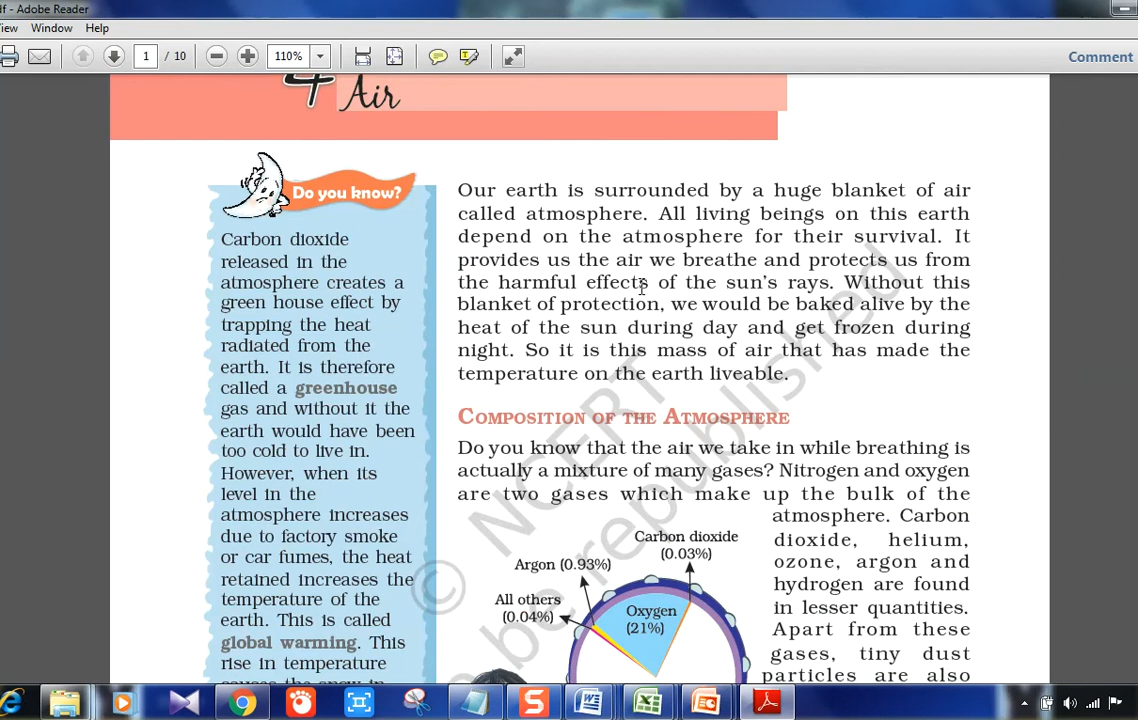 df - Adobe Reader
View Window Help
1 / 10 110% Comment
4
Air
Do you know?
Carbon dioxide
released in the
atmosphere creates a
green house effect by
trapping the heat
radiated from the
earth. It is therefore
called a greenhouse
gas and without it the
earth would have been
too cold to live in.
However, when its
level in the
atmosphere increases
due to factory smoke
or car fumes, the heat
retained increases the
temperature of the
earth. This is called
global warming. This
rise in temperature
causes the snow in
Our earth is surrounded by a huge blanket of air
called atmosphere. All living beings on this earth
depend on the atmosphere for their survival. It
provides us the air we breathe and protects us from
the harmful effects of the sun's rays. Without this
blanket of protection, we would be baked alive by the
heat of the sun during day and get frozen during
night. So it is this mass of air that has made the
temperature on the earth liveable.
COMPOSITION OF THE ATMOSPHERE
Do you know that the air we take in while breathing is
actually a mixture of many gases? Nitrogen and oxygen
are two gases which make up the bulk of the
atmosphere. Carbon
dioxide, helium,
ozone, argon and
hydrogen are found
in lesser quantities.
Apart from these
gases, tiny dust
particles are also
Carbon dioxide
(0.03%)
Argon (0.93%)
All others
(0.04%)
Oxygen
(21%)
© NCERT
be republished